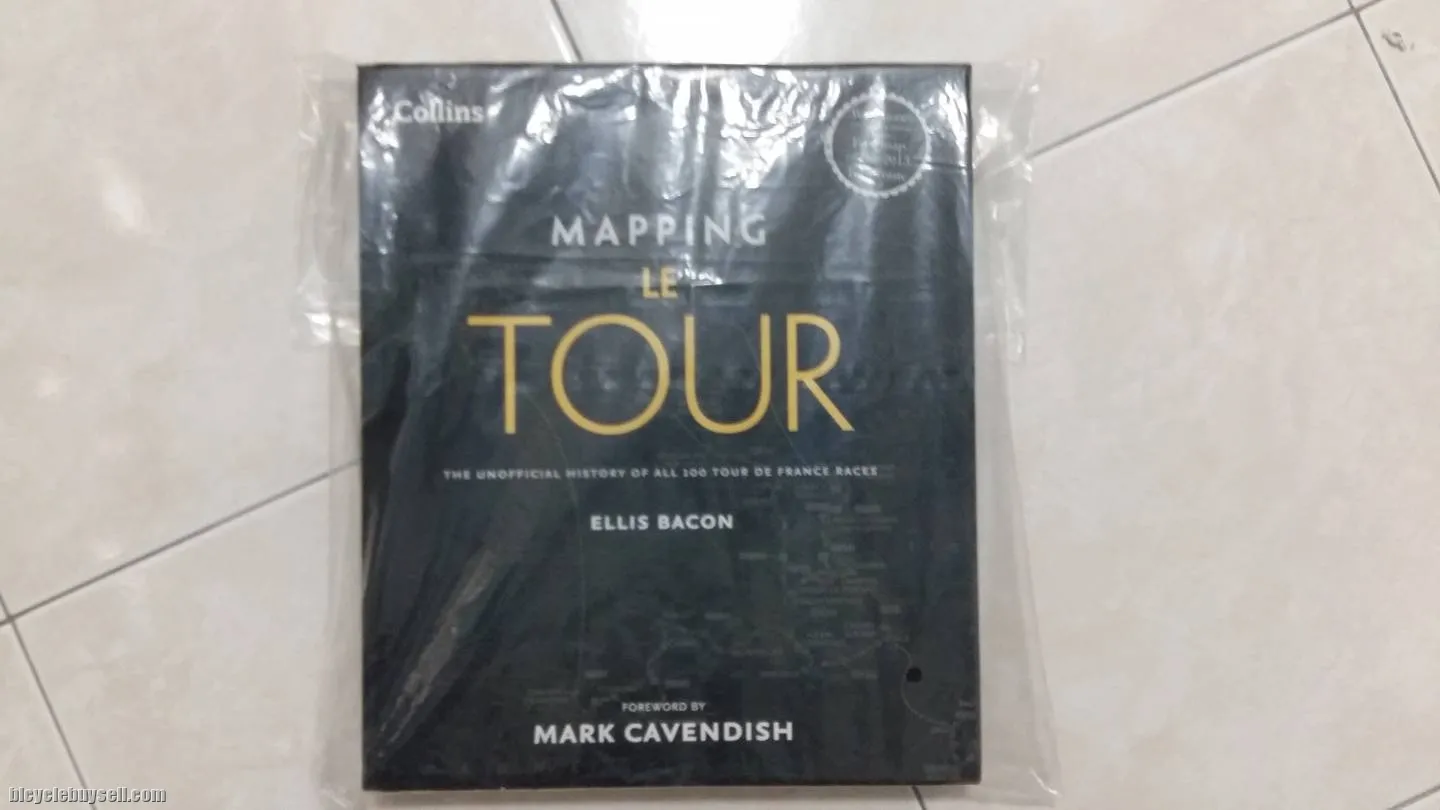 Collins
MAPPING
LE
TOUR
THE UNOFFICIAL HISTORY OF ALL 100 TOUR DE FRANCE RACES
ELLIS BACON
FOREWORD BY
MARK CAVENDISH
bicyclebuysell.com